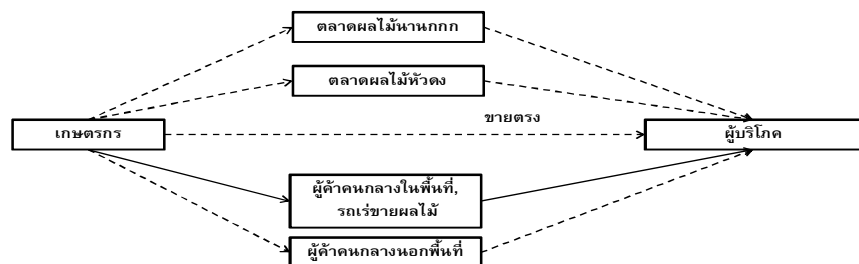 ตลาดผลไม้นานกกก
ตลาดผลไม้หัวดง
ขายตรง
เกษตรกร
ผู้บริโภค
ผู้ค้าคนกลางในพื้นที่,
รถเร่ขายผลไม้
ผู้ค้าคนกลางนอกพื้นที่